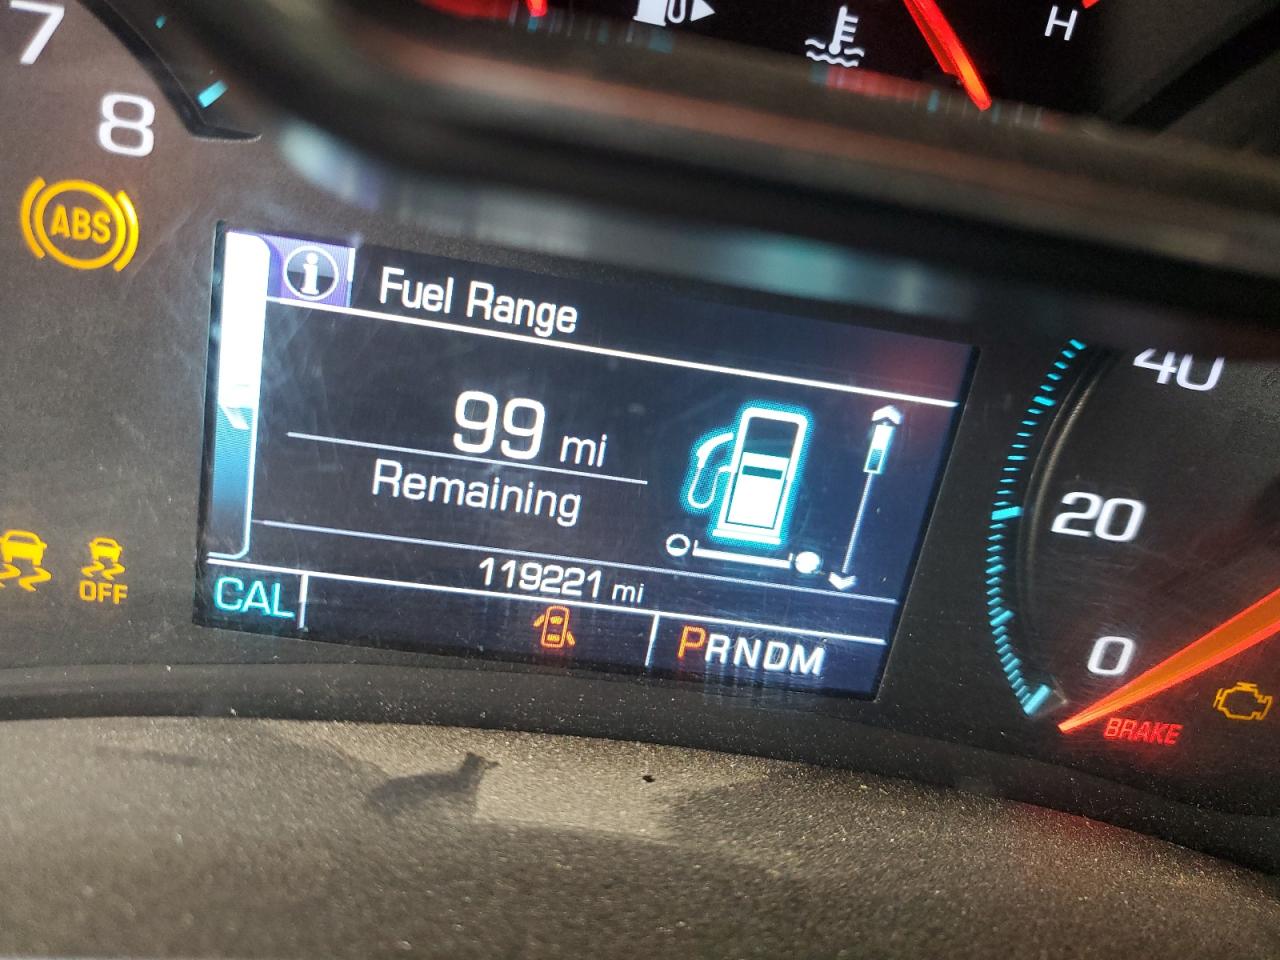 7
8
H
ABS
Fuel Range
99 mi
Remaining
119221 mi
OFF
CAL
PRNDM
40
20
0
BRAKE